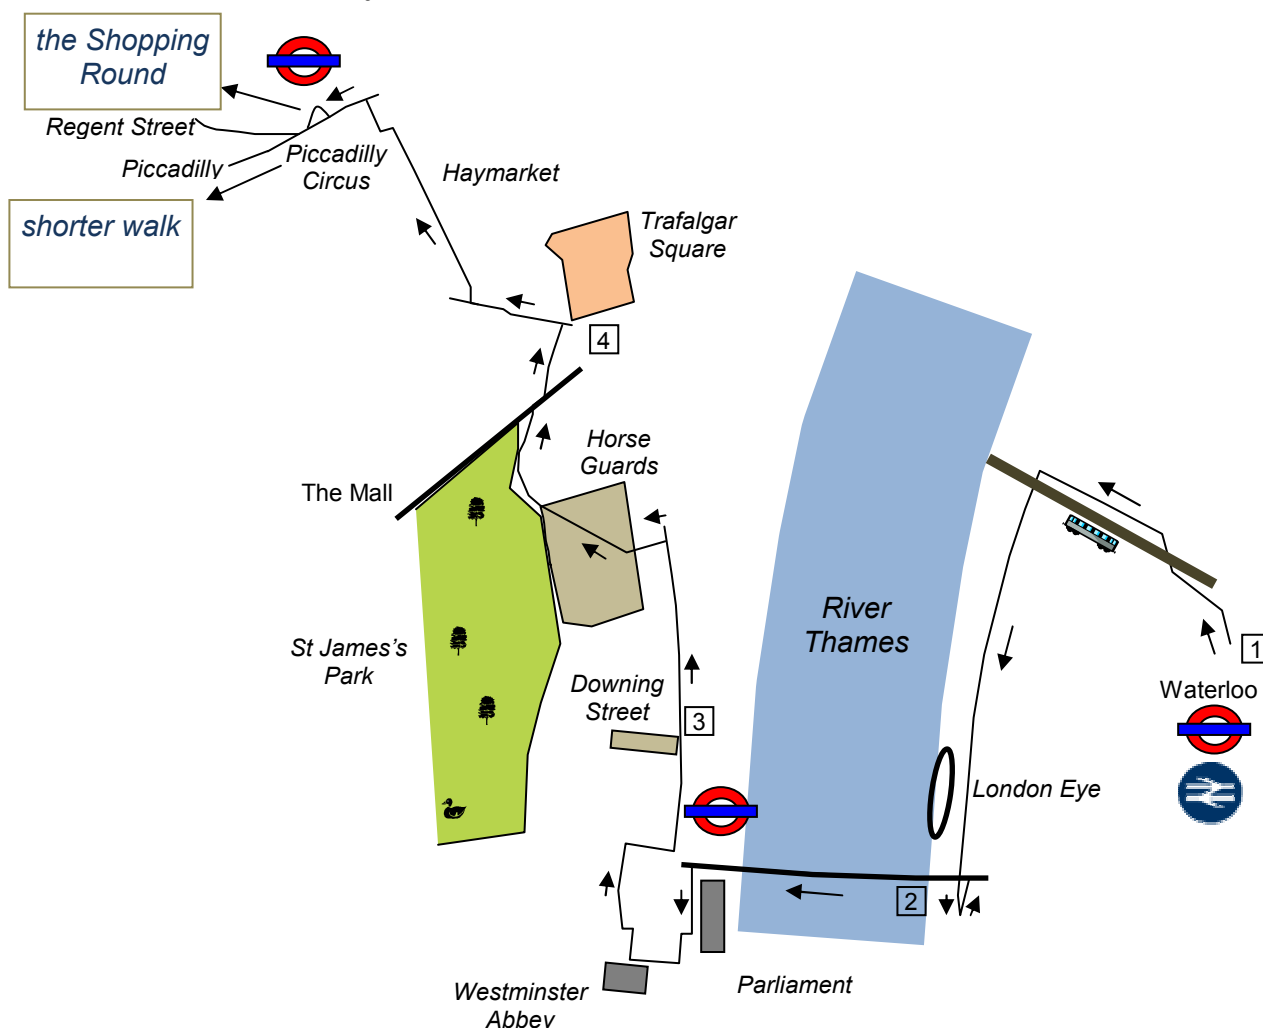 the Shopping
Round
Regent Street
Piccadilly
Piccadilly
Circus
Haymarket
shorter walk
Trafalgar
Square
4
Horse
Guards
The Mall
River
Thames
St James's
Park
1
Waterloo
Downing
Street
3
London Eye
2
Parliament
Westminster
Abbey